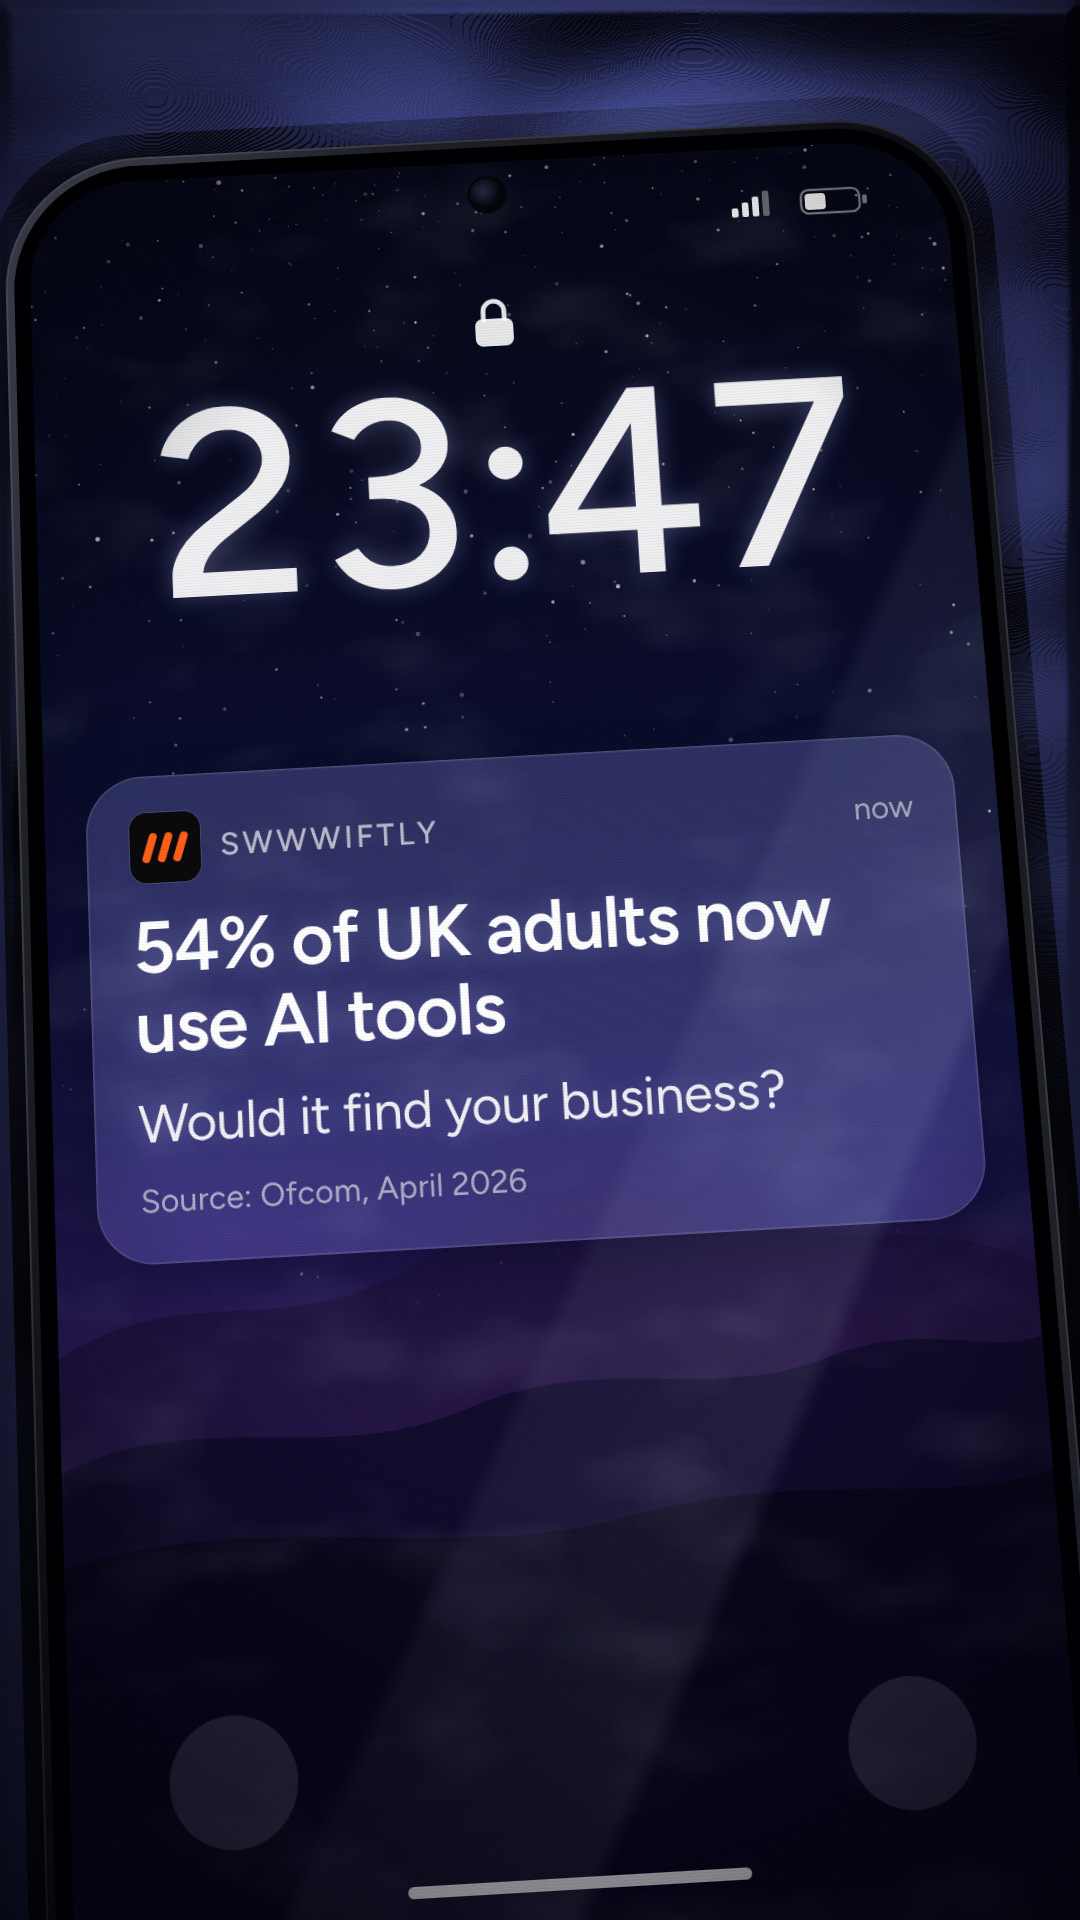 23:47
SWWWIFTLY
now
54% of UK adults now
use AI tools
Would it find your business?
Source: Ofcom, April 2026